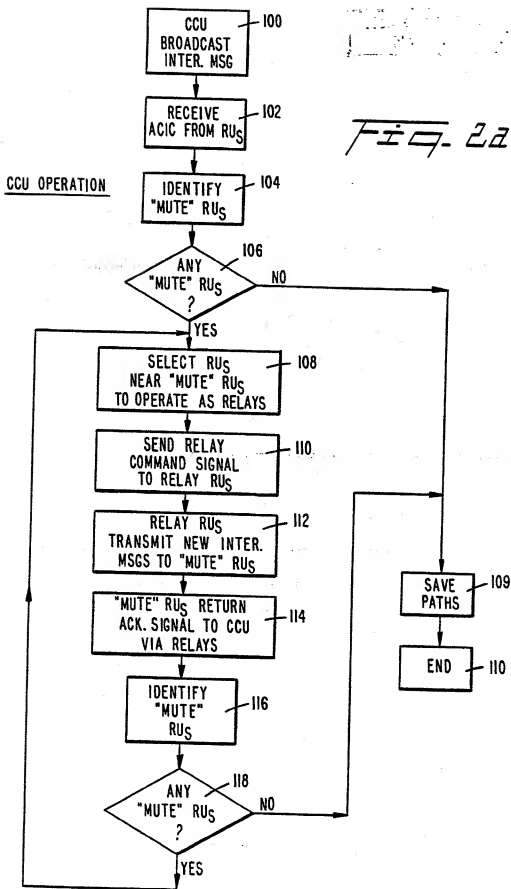 CCU
BROADCAST
INTER. MSG
100
RECEIVE
ACIC FROM RUS
102
Fig. 2a
CCU OPERATION
IDENTIFY
"MUTE" RUS
104
ANY
"MUTE" RUS
?
106
NO
YES
SELECT RUS
NEAR "MUTE" RUS
TO OPERATE AS RELAYS
108
SEND RELAY
COMMAND SIGNAL
TO RELAY RUS
110
RELAY RUS
TRANSMIT NEW INTER.
MSGS TO "MUTE" RUS
112
"MUTE" RUS RETURN
ACK. SIGNAL TO CCU
VIA RELAYS
114
SAVE
PATHS
109
END
110
IDENTIFY
"MUTE"
RUS
116
ANY
"MUTE" RUS
?
118
NO
YES